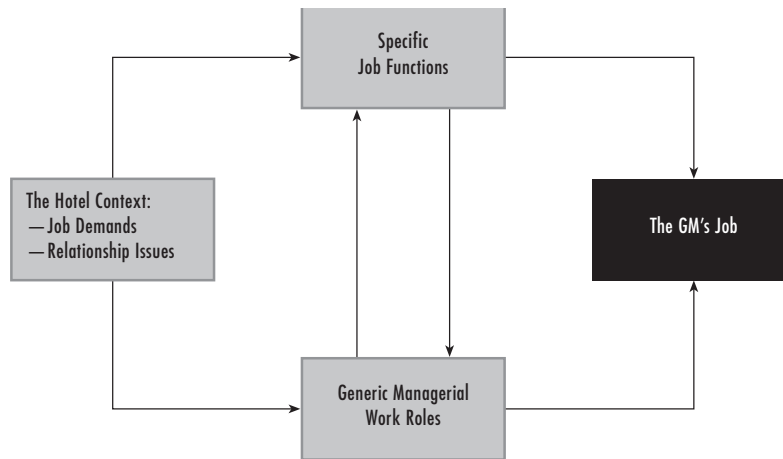 Specific
Job Functions
The Hotel Context:
—Job Demands
—Relationship Issues
The GM's Job
Generic Managerial
Work Roles